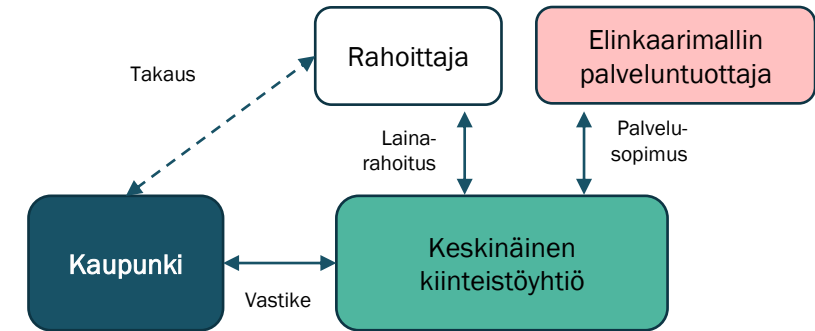 Rahoittaja
Elinkaarimallin
palveluntuottaja
Takaus
Laina-
rahoitus
Palvelu-
sopimus
Kaupunki
Vastike
Keskinäinen
kiinteistöyhtiö